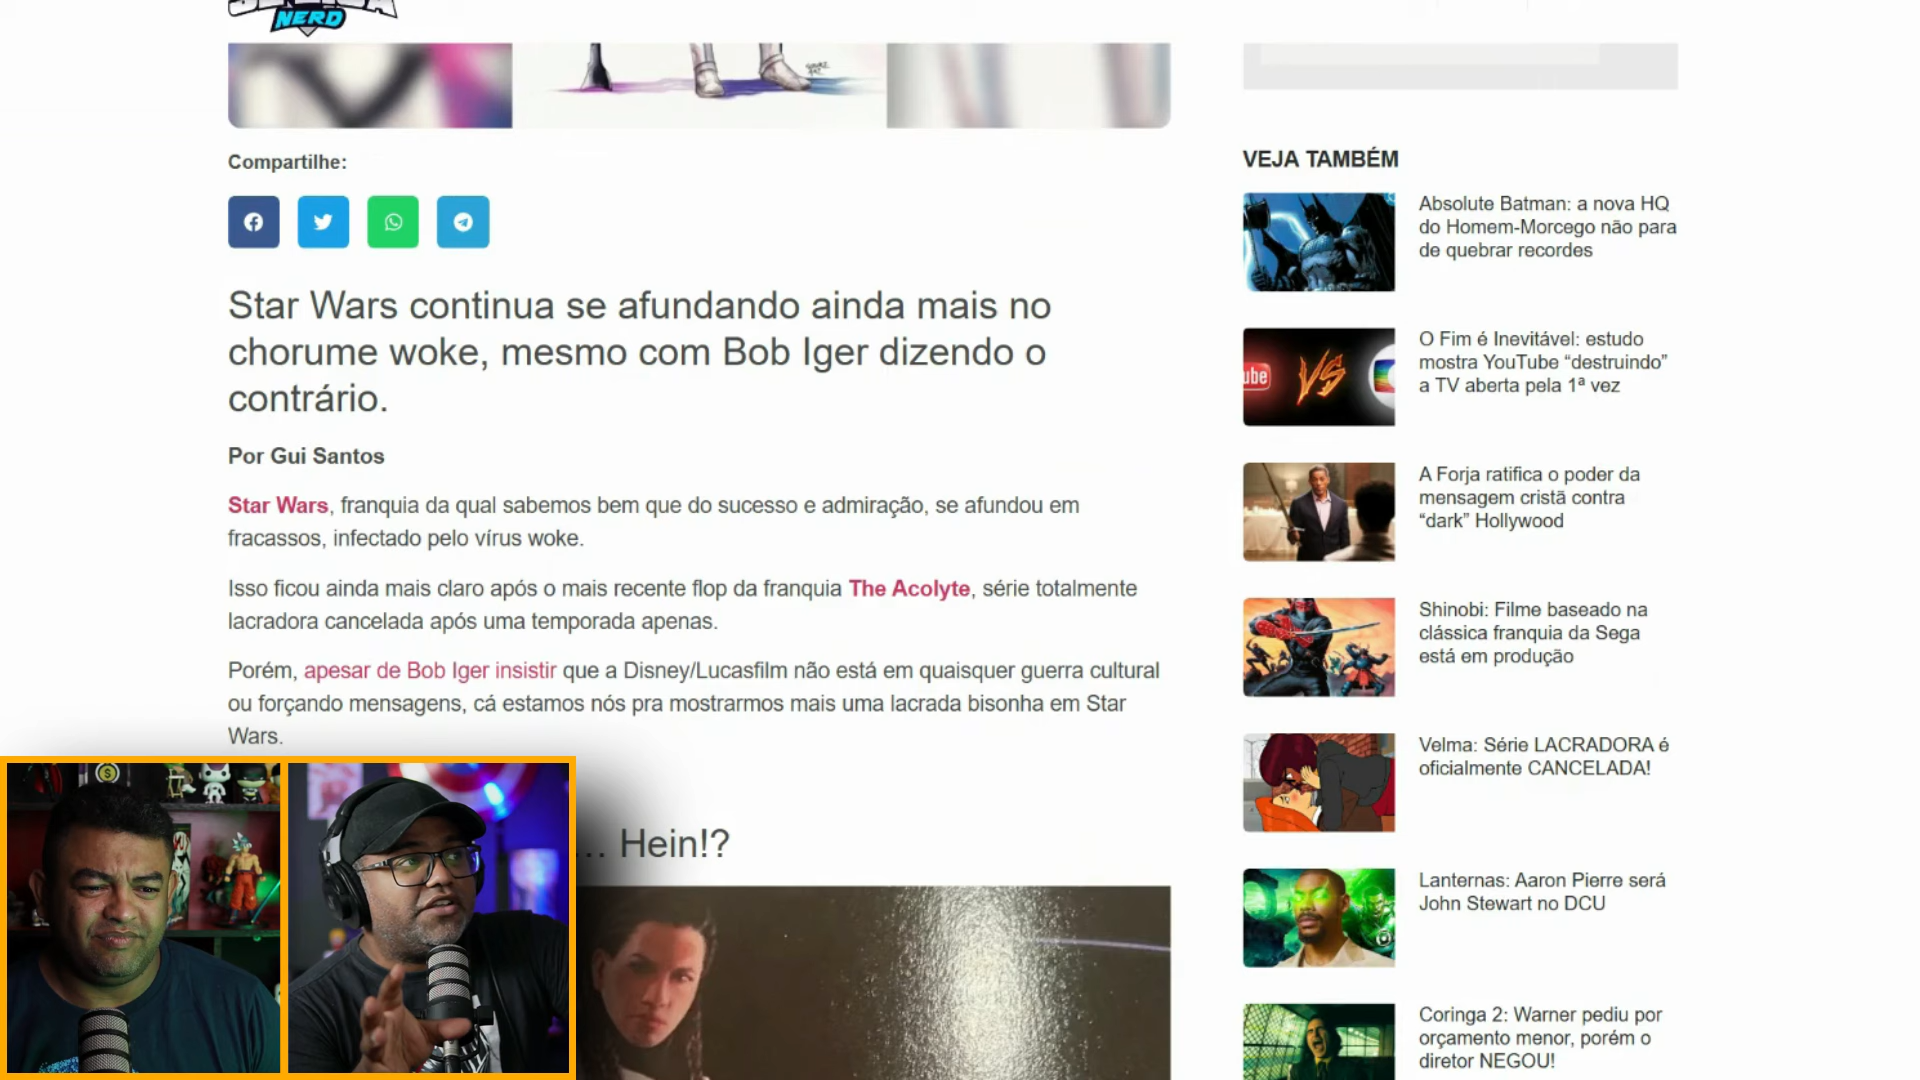 NERD
Compartilhe:
Star Wars continua se afundando ainda mais no
chorume woke, mesmo com Bob Iger dizendo o
contrário.
Por Gui Santos
Star Wars, franquia da qual sabemos bem que do sucesso e admiração, se afundou em
fracassos, infectado pelo vírus woke.
Isso ficou ainda mais claro após o mais recente flop da franquia The Acolyte, série totalmente
lacradora cancelada após uma temporada apenas.
Porém, apesar de Bob Iger insistir que a Disney/Lucasfilm não está em quaisquer guerra cultural
ou forçando mensagens, cá estamos nós pra mostrarmos mais uma lacrada bisonha em Star
Wars.
... Hein!?
VEJA TAMBÉM
Absolute Batman: a nova HQ
do Homem-Morcego não para
de quebrar recordes
ube
VS
O Fim é Inevitável: estudo
mostra YouTube “destruindo”
a TV aberta pela 1ª vez
A Forja ratifica o poder da
mensagem cristã contra
“dark” Hollywood
Shinobi: Filme baseado na
clássica franquia da Sega
está em produção
Velma: Série LACRADORA é
oficialmente CANCELADA!
Lanternas: Aaron Pierre será
John Stewart no DCU
Coringa 2: Warner pediu por
orçamento menor, porém o
diretor NEGOU!